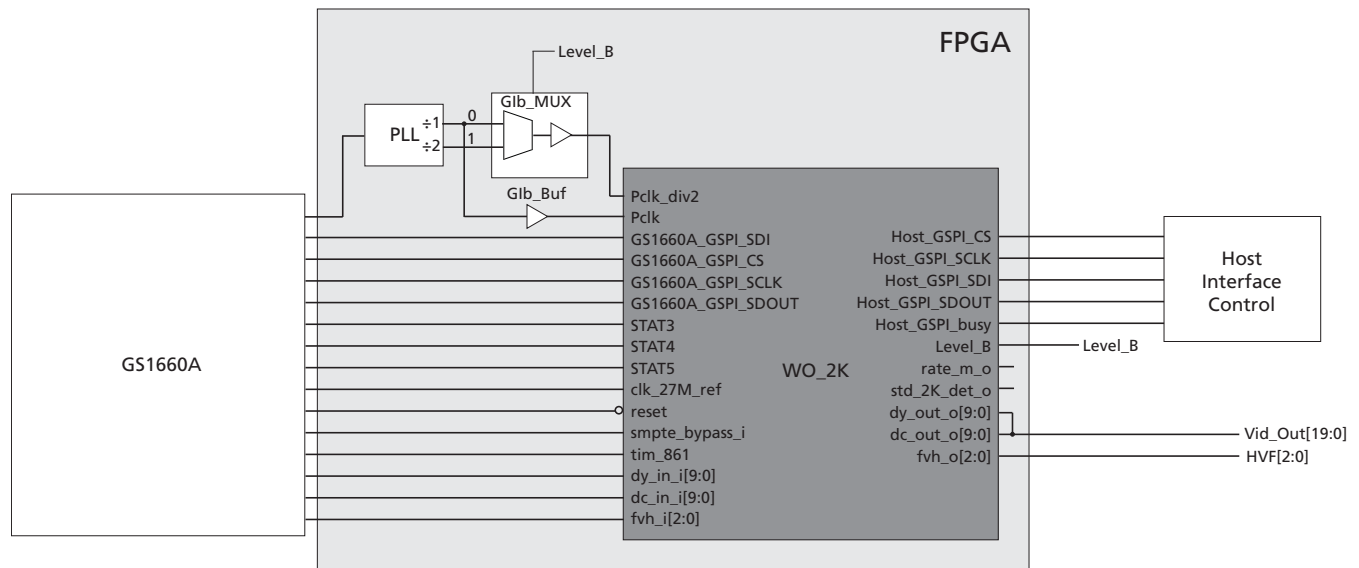 FPGA
Level_B
Glb_MUX
PLL
÷1
0
÷2
1
Glb_Buf
Pclk_div2
Pclk
GS1660A_GSPI_SDI
GS1660A_GSPI_CS
GS1660A_GSPI_SCLK
GS1660A_GSPI_SDOUT
STAT3
STAT4
STAT5
clk_27M_ref
reset
smpte_bypass_i
tim_861
dy_in_i[9:0]
dc_in_i[9:0]
fvh_i[2:0]
GS1660A
WO_2K
Host_GSPI_CS
Host_GSPI_SCLK
Host_GSPI_SDI
Host_GSPI_SDOUT
Host_GSPI_busy
Level_B
rate_m_o
std_2K_det_o
dy_out_o[9:0]
dc_out_o[9:0]
fvh_o[2:0]
Host
Interface
Control
Level_B
Vid_Out[19:0]
HVF[2:0]